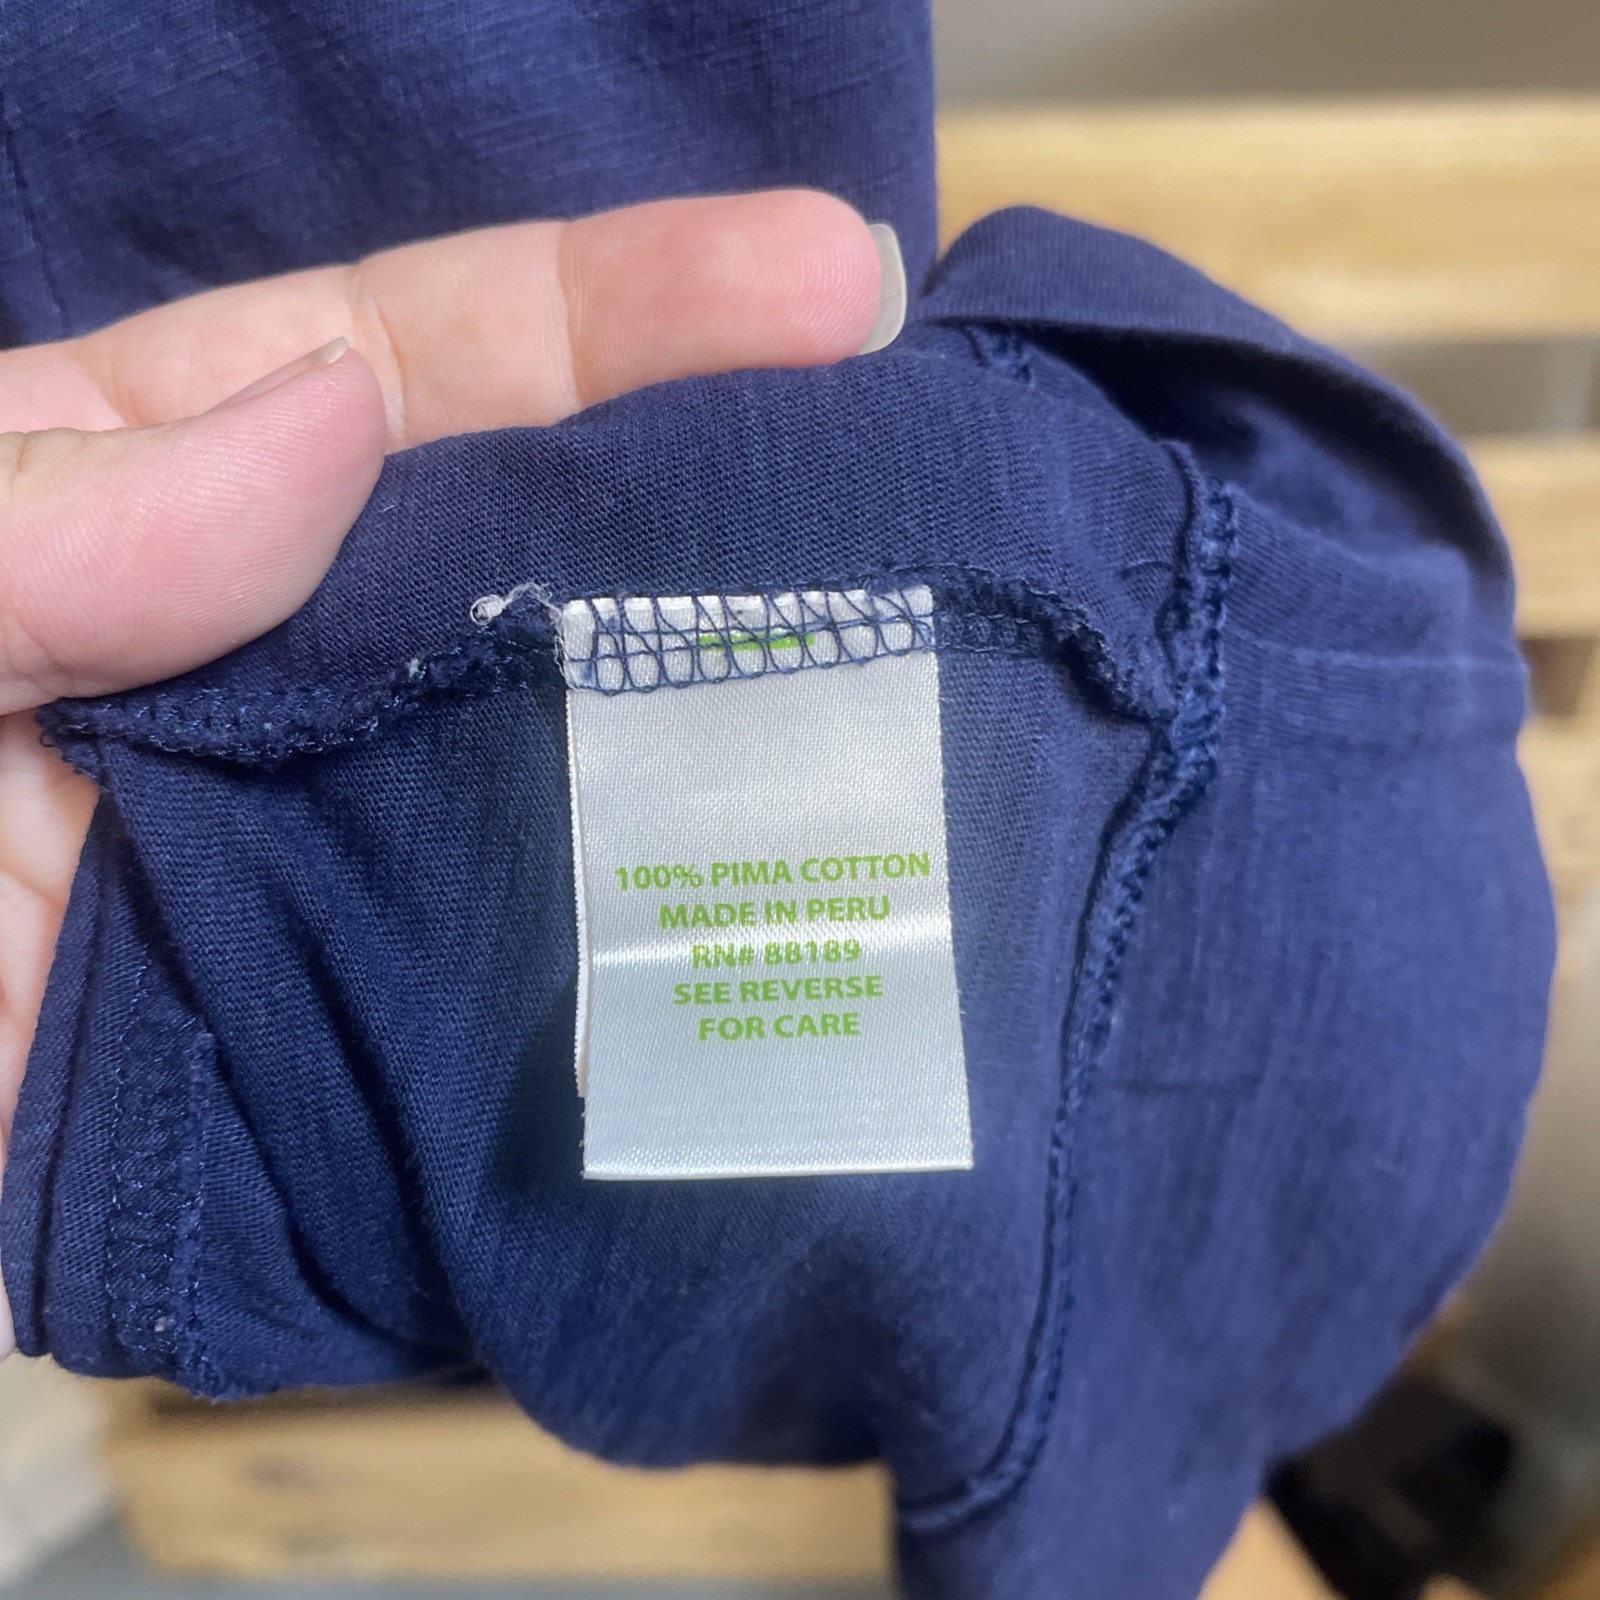 100% PIMA COTTON
MADE IN PERU
RN# 88189
SEE REVERSE
FOR CARE